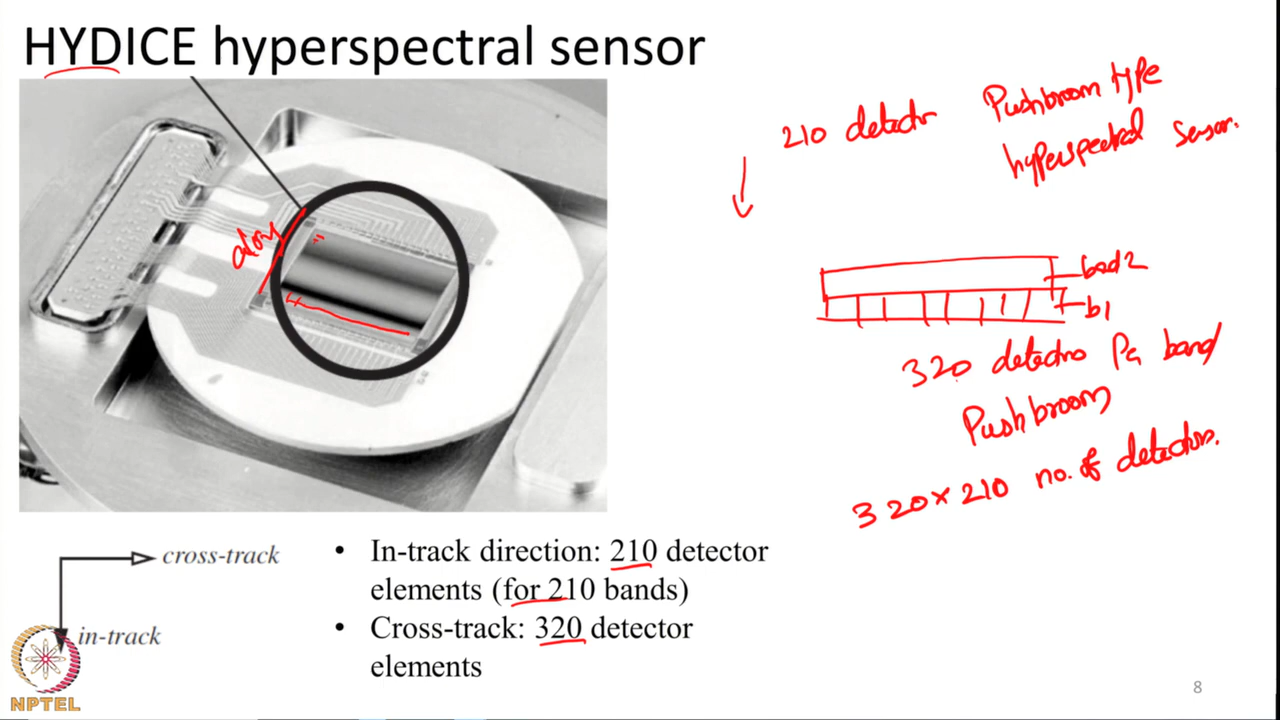 HYDICE hyperspectral sensor
210 detector Pushbroom type
hyperspectral sensor.
along
band2
b1
320 detectors Per band
Pushbroom
320×210 no. of detectors.
cross-track
in-track
• In-track direction: 210 detector
elements (for 210 bands)
• Cross-track: 320 detector
elements
NPTEL
8